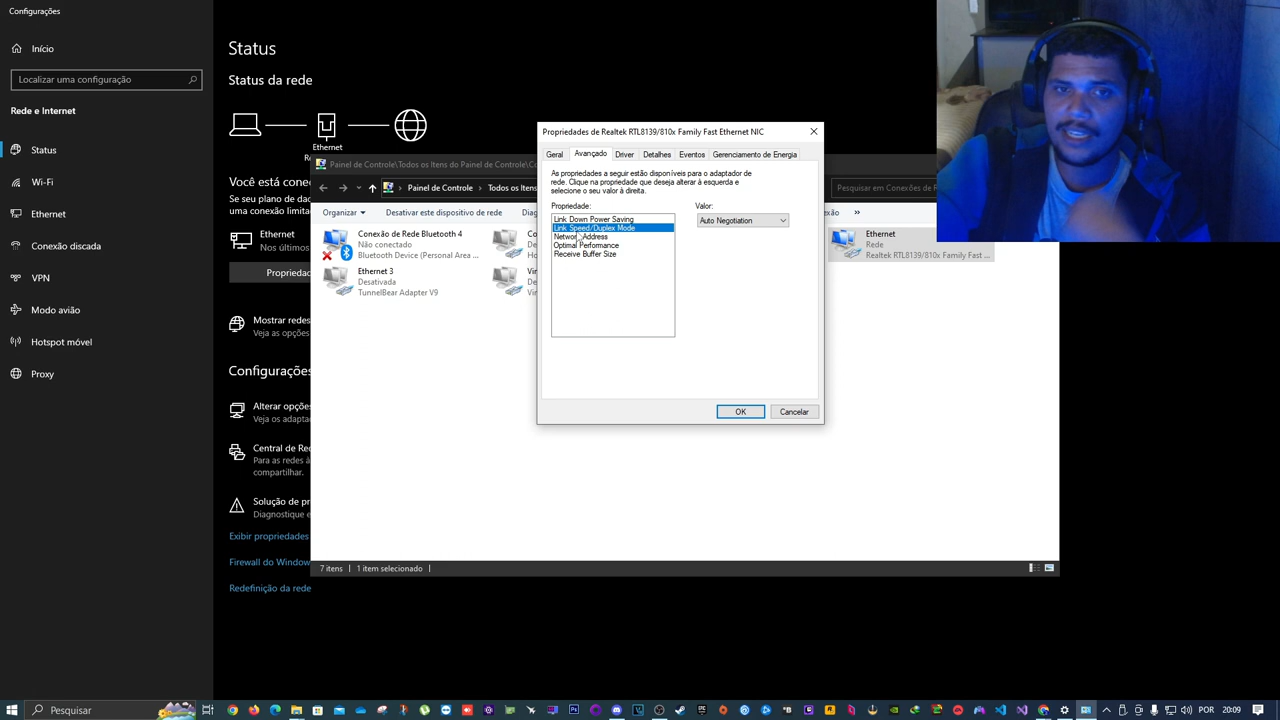 Configurações
Início
Localizar uma configuração
Rede e Internet
Status
Wi-Fi
Ethernet
Conexão discada
VPN
Modo avião
Hotspot móvel
Proxy
Status
Status da rede
Ethernet
Você está
Se seu plano de
uma conexão limita
Ethernet
Nos últimos
Mostrar redes
Veja as opções
Configurações
Alterar
Veja os
Central de
Para as redes
compartilhar.
Solução de
Diagnostique e
Exibir propriedades
Firewall do Window
Redefinição da rede
Painel de Controle\Todos os Itens do Painel de Controle\
Painel de Controle
Todos os Itens
Pesquisar em Conexões de
Organizar
Desativar este dispositivo de rede
Diag
Conexão de Rede Bluetooth 4
Não conectado
Bluetooth Device (Personal Area ...
Ethernet 3
Desativada
TunnelBear Adapter V9
Ethernet
Rede
Realtek RTL8139/810x Family Fast ...
7 itens
1 item selecionado
Propriedades de Realtek RTL8139/810x Family Fast Ethernet NIC
Geral Avançado Driver Detalhes Eventos Gerenciamento de Energia
As propriedades a seguir estão disponíveis para o adaptador de
rede. Clique na propriedade que deseja alterar à esquerda e
selecione o seu valor à direita.
Propriedade:
Valor:
Link Down Power Saving
Link Speed/Duplex Mode
Network Address
Optimal Performance
Receive Buffer Size
Auto Negotiation
OK
Cancelar
Pesquisar
POR
20:09